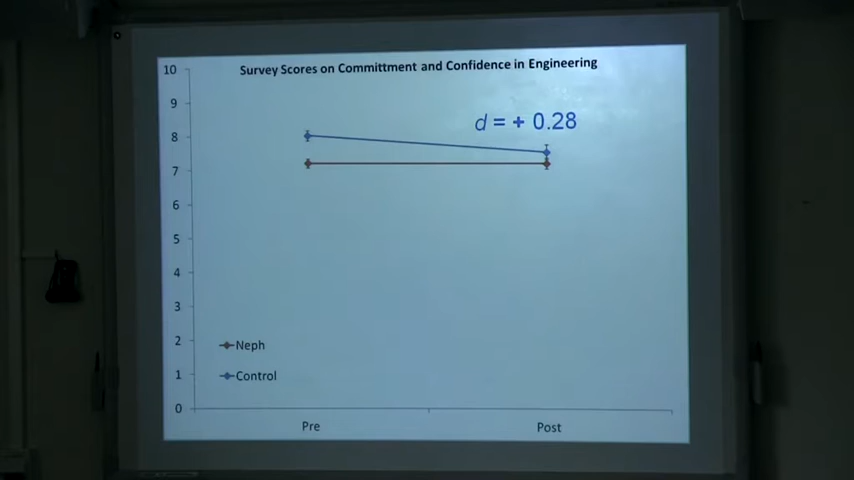 Survey Scores on Committment and Confidence in Engineering
10
9
8
7
6
5
4
3
2
1
0
d = + 0.28
Neph
Control
Pre
Post